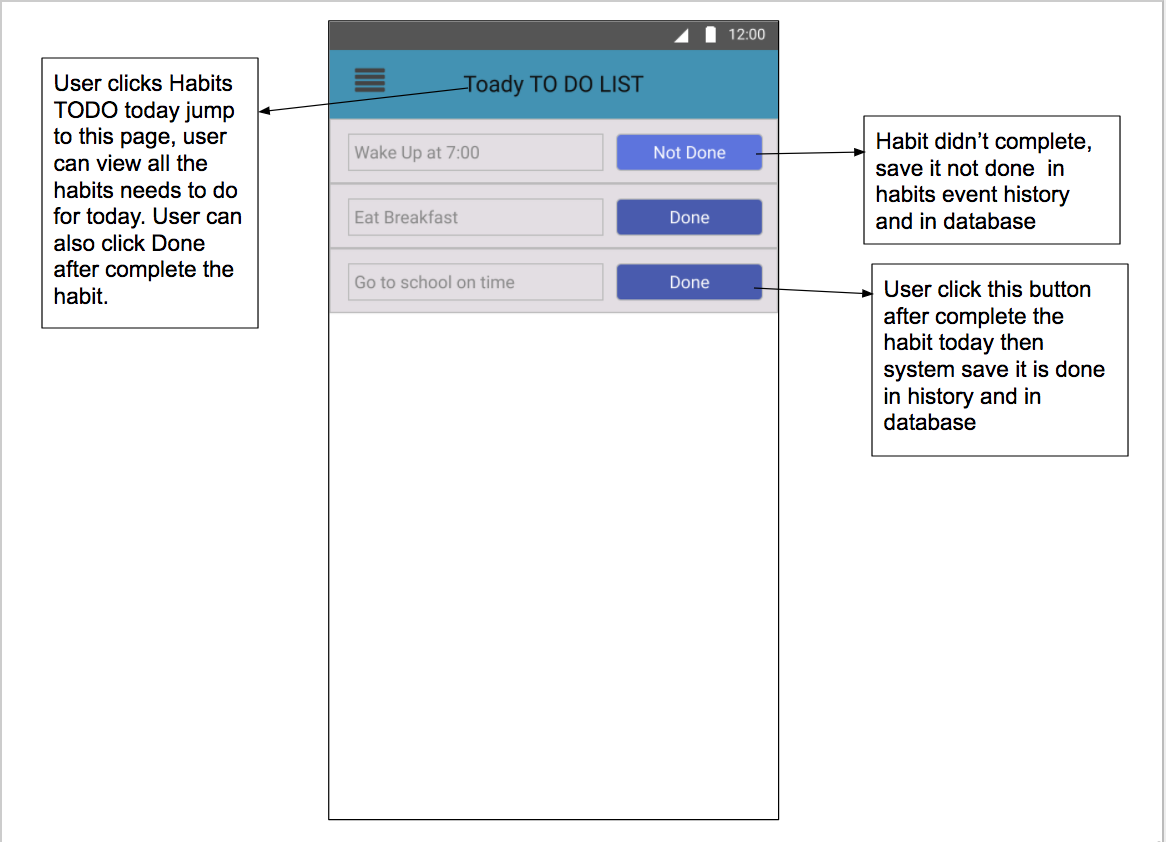 12:00
Toady TO DO LIST
User clicks Habits
TODO today jump
to this page, user
can view all the
habits needs to do
for today. User can
also click Done
after complete the
habit.
Wake Up at 7:00
Not Done
Eat Breakfast
Done
Go to school on time
Done
Habit didn’t complete,
save it not done  in
habits event history
and in database
User click this button
after complete the
habit today then
system save it is done
in history and in
database